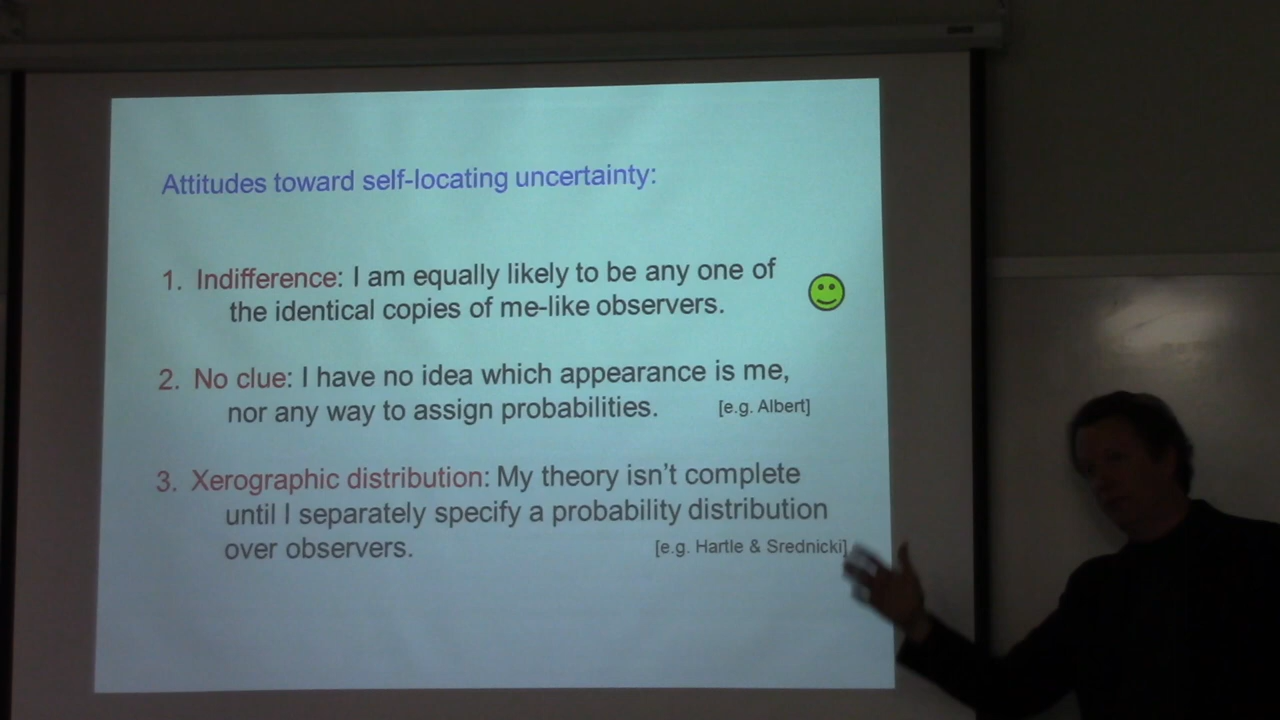 Attitudes toward self-locating uncertainty:
1. Indifference: I am equally likely to be any one of
the identical copies of me-like observers.
2. No clue: I have no idea which appearance is me,
nor any way to assign probabilities. [e.g. Albert]
3. Xerographic distribution: My theory isn't complete
until I separately specify a probability distribution
over observers. [e.g. Hartle & Srednicki]